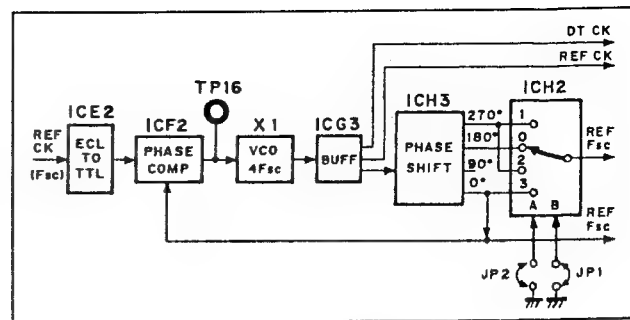 DT CK
REF CK
TP16
ICE2
ICF2
X1
ICG3
ICH3
ICH2
REF
CK
(Fsc)
ECL
TO
TTL
PHASE
COMP
VCO
4Fsc
BUFF
PHASE
SHIFT
270°
180°
90°
0°
1
0
2
3
A B
REF
Fsc
REF
Fsc
JP2
JP1